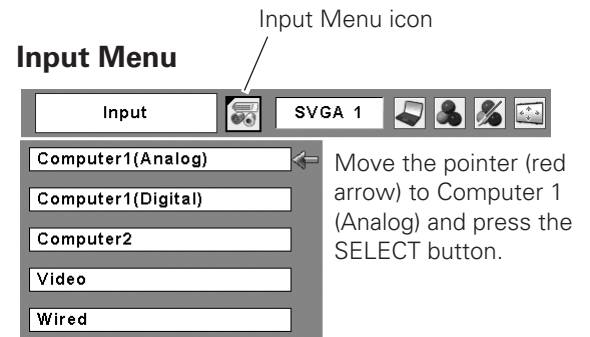 Input Menu icon
Input Menu
Input
SVGA 1
Computer1(Analog)
Computer1(Digital)
Computer2
Video
Wired
Move the pointer (red
arrow) to Computer 1
(Analog) and press the
SELECT button.